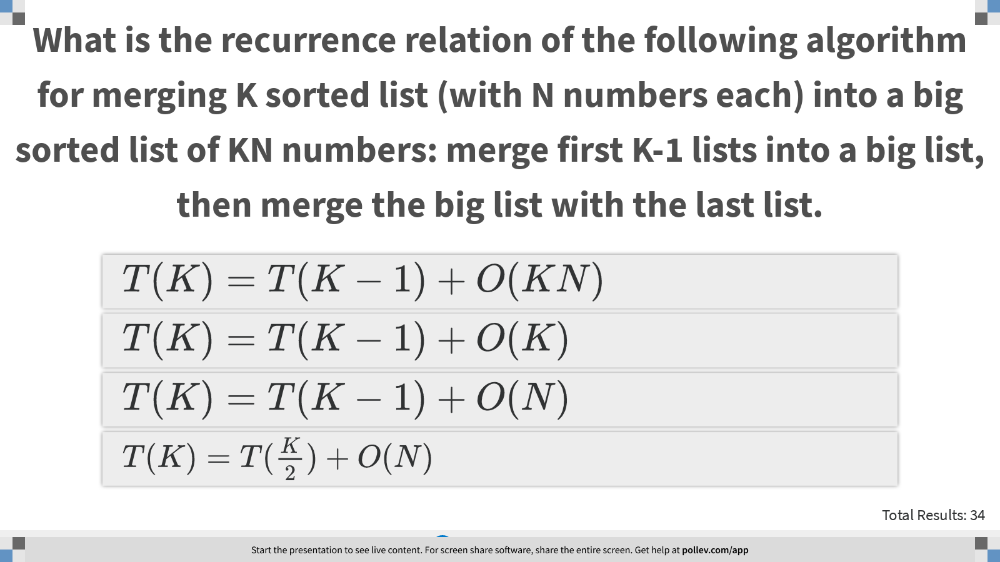 What is the recurrence relation of the following algorithm
for merging K sorted list (with N numbers each) into a big
sorted list of KN numbers: merge first K-1 lists into a big list,
then merge the big list with the last list.
T(K) = T(K − 1) + O(KN)
T(K) = T(K − 1) + O(K)
T(K) = T(K − 1) + O(N)
T(K) = T(K/2) + O(N)
Total Results: 34
Start the presentation to see live content. For screen share software, share the entire screen. Get help at pollev.com/app